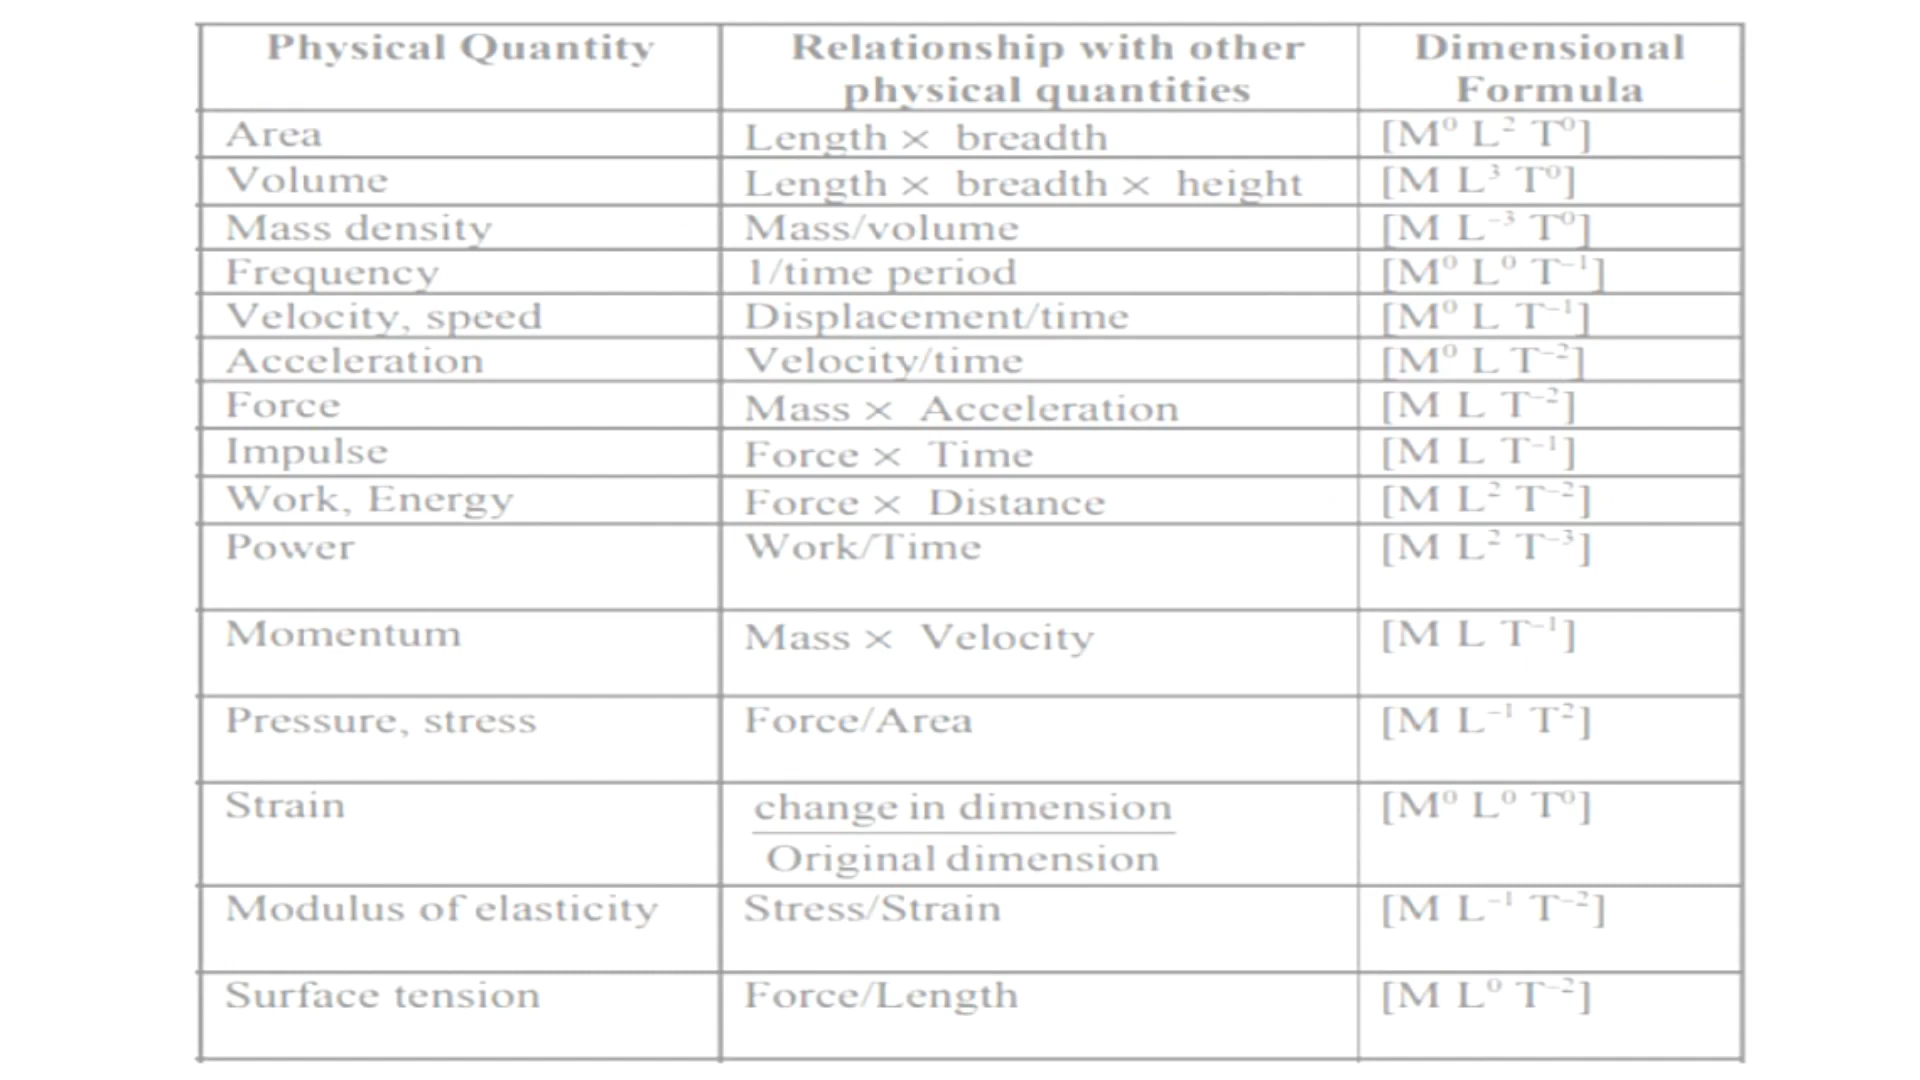 Physical Quantity Relationship with other physical quantities Dimensional Formula
Area Length × breadth [M⁰ L² T⁰]
Volume Length × breadth × height [M L³ T⁰]
Mass density Mass/volume [M L⁻³ T⁰]
Frequency 1/time period [M⁰ L⁰ T⁻¹]
Velocity, speed Displacement/time [M⁰ L T⁻¹]
Acceleration Velocity/time [M⁰ L T⁻²]
Force Mass × Acceleration [M L T⁻²]
Impulse Force × Time [M L T⁻¹]
Work, Energy Force × Distance [M L² T⁻²]
Power Work/Time [M L² T⁻³]
Momentum Mass × Velocity [M L T⁻¹]
Pressure, stress Force/Area [M L⁻¹ T²]
Strain change in dimension [M⁰ L⁰ T⁰]
Original dimension
Modulus of elasticity Stress/Strain [M L⁻¹ T⁻²]
Surface tension Force/Length [M L⁰ T⁻²]